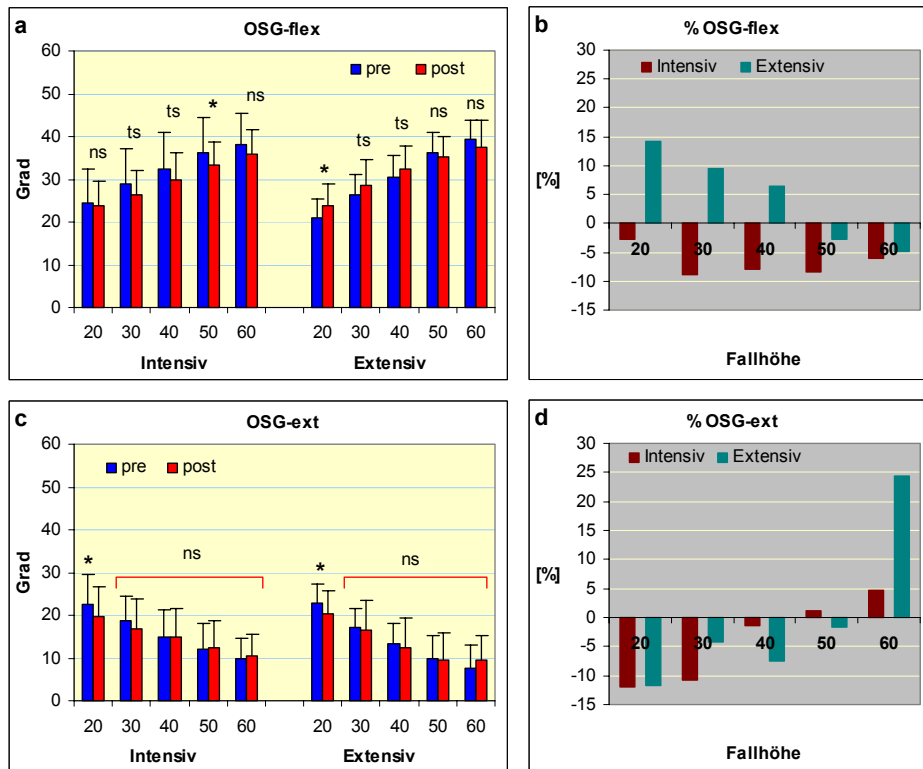 a
OSG-flex
60
50
40
30
20
10
0
Grad
pre post
ns ts ts * ns * ts ts ns ns
20 30 40 50 60 20 30 40 50 60
Intensiv Extensiv
b
% OSG-flex
30
25
20
15
10
5
0
-5
-10
-15
[%]
Intensiv Extensiv
20 30 40 50 60
Fallhöhe
c
OSG-ext
60
50
40
30
20
10
0
Grad
pre post
* ns * ns
20 30 40 50 60 20 30 40 50 60
Intensiv Extensiv
d
% OSG-ext
30
25
20
15
10
5
0
-5
-10
-15
[%]
Intensiv Extensiv
20 30 40 50 60
Fallhöhe